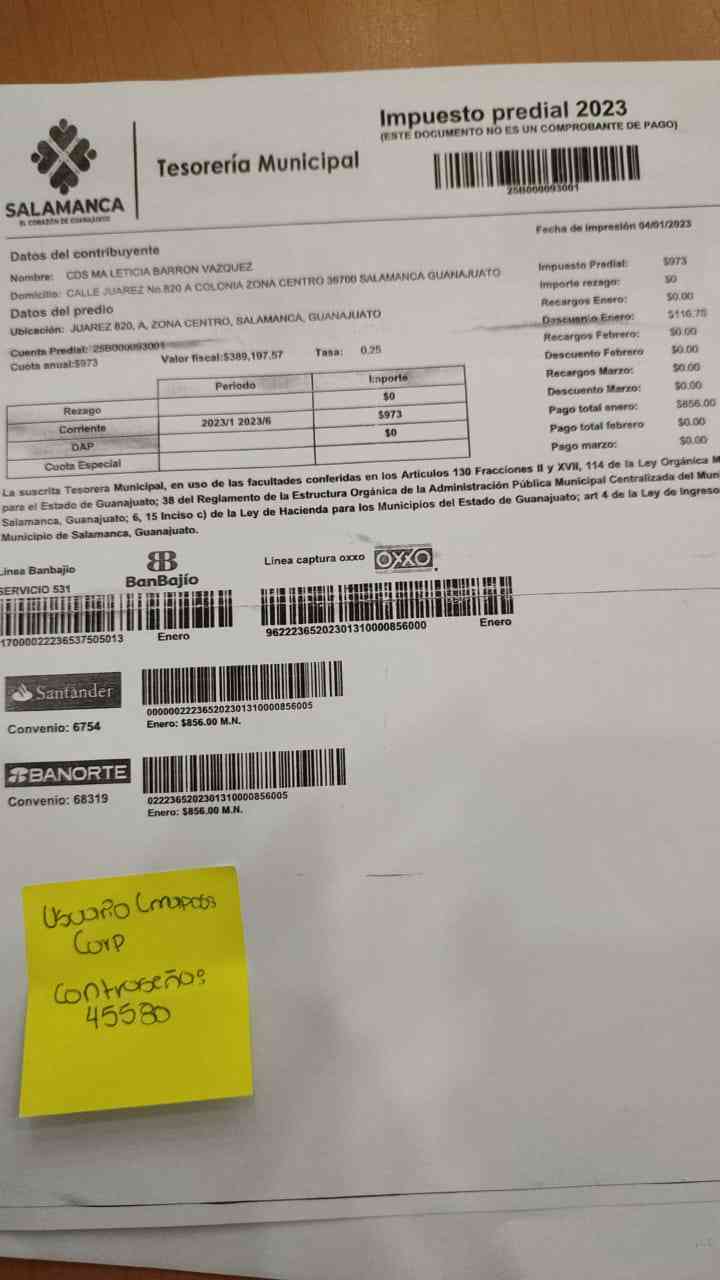 Impuesto predial 2023
(ESTE DOCUMENTO NO ES UN COMPROBANTE DE PAGO)
Tesorería Municipal
25B000093001
SALAMANCA
EL CORAZÓN DE GUANAJUATO
Fecha de impresión 04/01/2023
Datos del contribuyente
Nombre: CDS MA LETICIA BARRON VAZQUEZ
Domicilio: CALLE JUAREZ No.820 A COLONIA ZONA CENTRO 36700 SALAMANCA GUANAJUATO
Datos del predio
Ubicación: JUAREZ 820, A, ZONA CENTRO, SALAMANCA, GUANAJUATO
Cuenta Predial: 25B000093001
Cuota anual:$973 Valor fiscal:$389,197.57 Tasa: 0.25
Impuesto Predial: $973
Importe rezago: $0
Recargos Enero: $0.00
Descuento Enero: $116.76
Recargos Febrero: $0.00
Descuento Febrero $0.00
Recargos Marzo: $0.00
Descuento Marzo: $0.00
Pago total enero: $856.00
Pago total febrero $0.00
Pago marzo: $0.00
Periodo Importe
Rezago $0
Corriente 2023/1 2023/6 $973
DAP $0
Cuota Especial
La suscrita Tesorera Municipal, en uso de las facultades conferidas en los Artículos 130 Fracciones II y XVII, 114 de la Ley Orgánica M
para el Estado de Guanajuato; 38 del Reglamento de la Estructura Orgánica de la Administración Pública Municipal Centralizada del Mun
Salamanca, Guanajuato; 6, 15 Inciso c) de la Ley de Hacienda para los Municipios del Estado de Guanajuato; art 4 de la Ley de Ingreso
Municipio de Salamanca, Guanajuato.
Línea Banbajio
BanBajío
SERVICIO 531
Línea captura oxxo OXXO
17000022236537505013 Enero
96222365202301310000856000 Enero
Santander
Convenio: 6754
0000002223652023013100008560​05
Enero: $856.00 M.N.
BANORTE
Convenio: 68319
0222365202301310000856005
Enero: $856.00 M.N.
Usuario
Corp
Contraseña:
45580